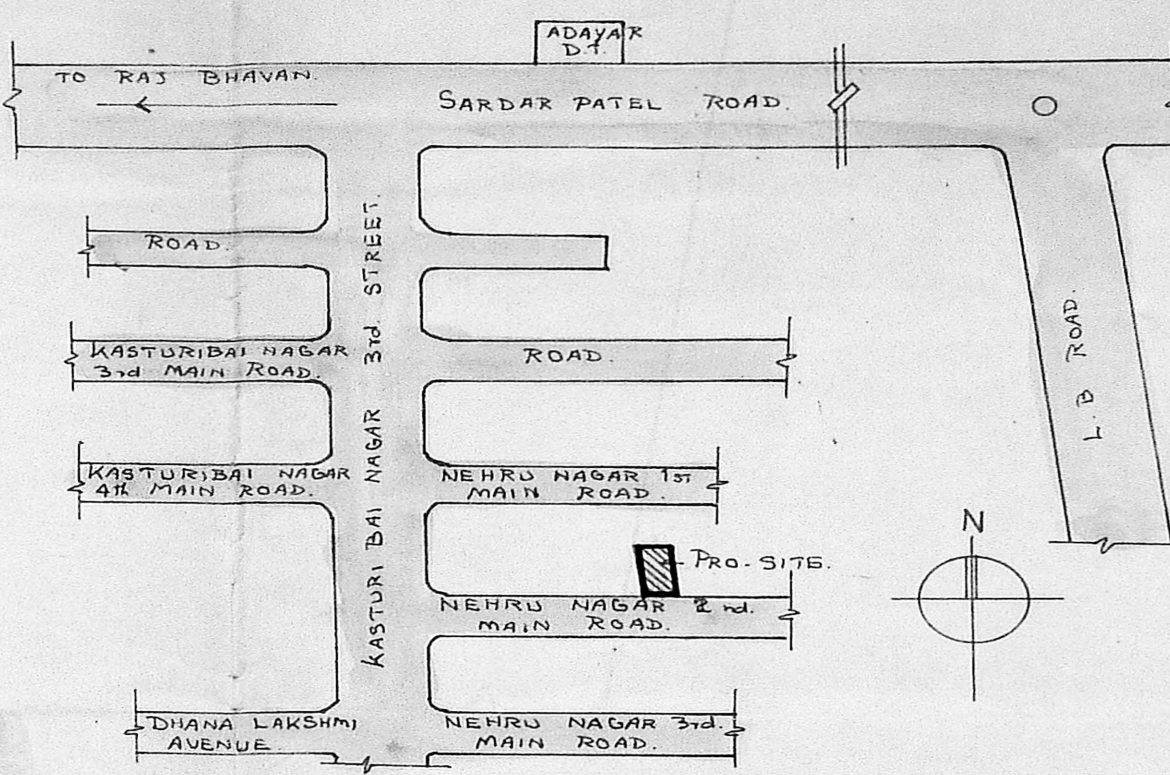 ADAYAR
D.T.
TO RAJ BHAVAN.
SARDAR PATEL ROAD.
ROAD.
KASTURI BAI NAGAR 3rd. STREET.
KASTURIBAI NAGAR
3rd MAIN ROAD.
ROAD.
L.B ROAD.
KASTURIBAI NAGAR
4th MAIN ROAD.
NEHRU NAGAR 1ST
MAIN ROAD.
N
PRO-SITE.
NEHRU NAGAR 2nd.
MAIN ROAD.
DHANA LAKSHMI
AVENUE.
NEHRU NAGAR 3rd.
MAIN ROAD.